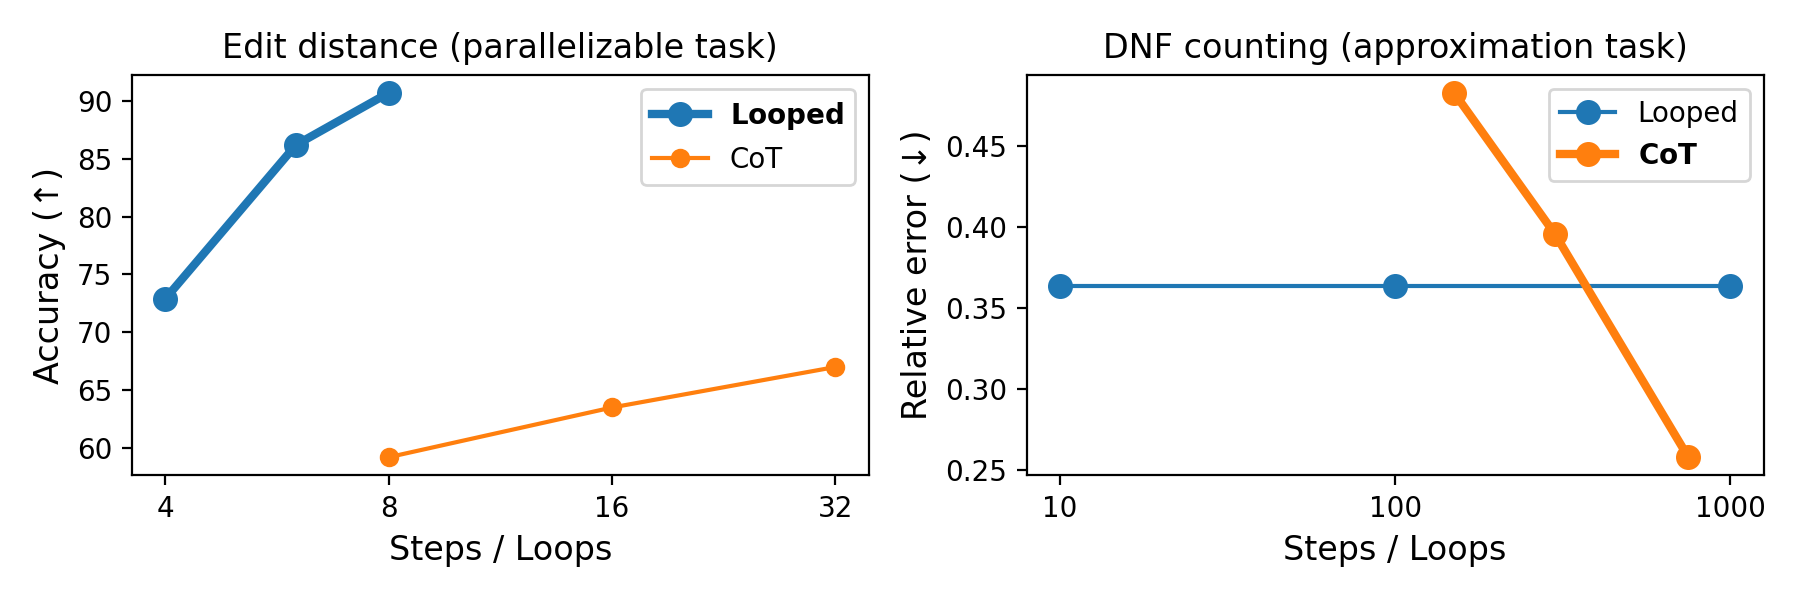 Edit distance (parallelizable task)
Accuracy (↑)
90
85
80
75
70
65
60
Looped
CoT
4
8
16
32
Steps / Loops
DNF counting (approximation task)
Relative error (↓)
0.45
0.40
0.35
0.30
0.25
Looped
CoT
10
100
1000
Steps / Loops